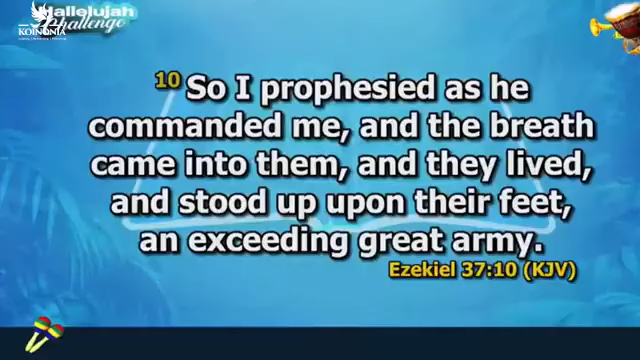 Hallelujah
Challenge
KOINONIA
10 So I prophesied as he
commanded me, and the breath
came into them, and they lived,
and stood up upon their feet,
an exceeding great army.
Ezekiel 37:10 (KJV)